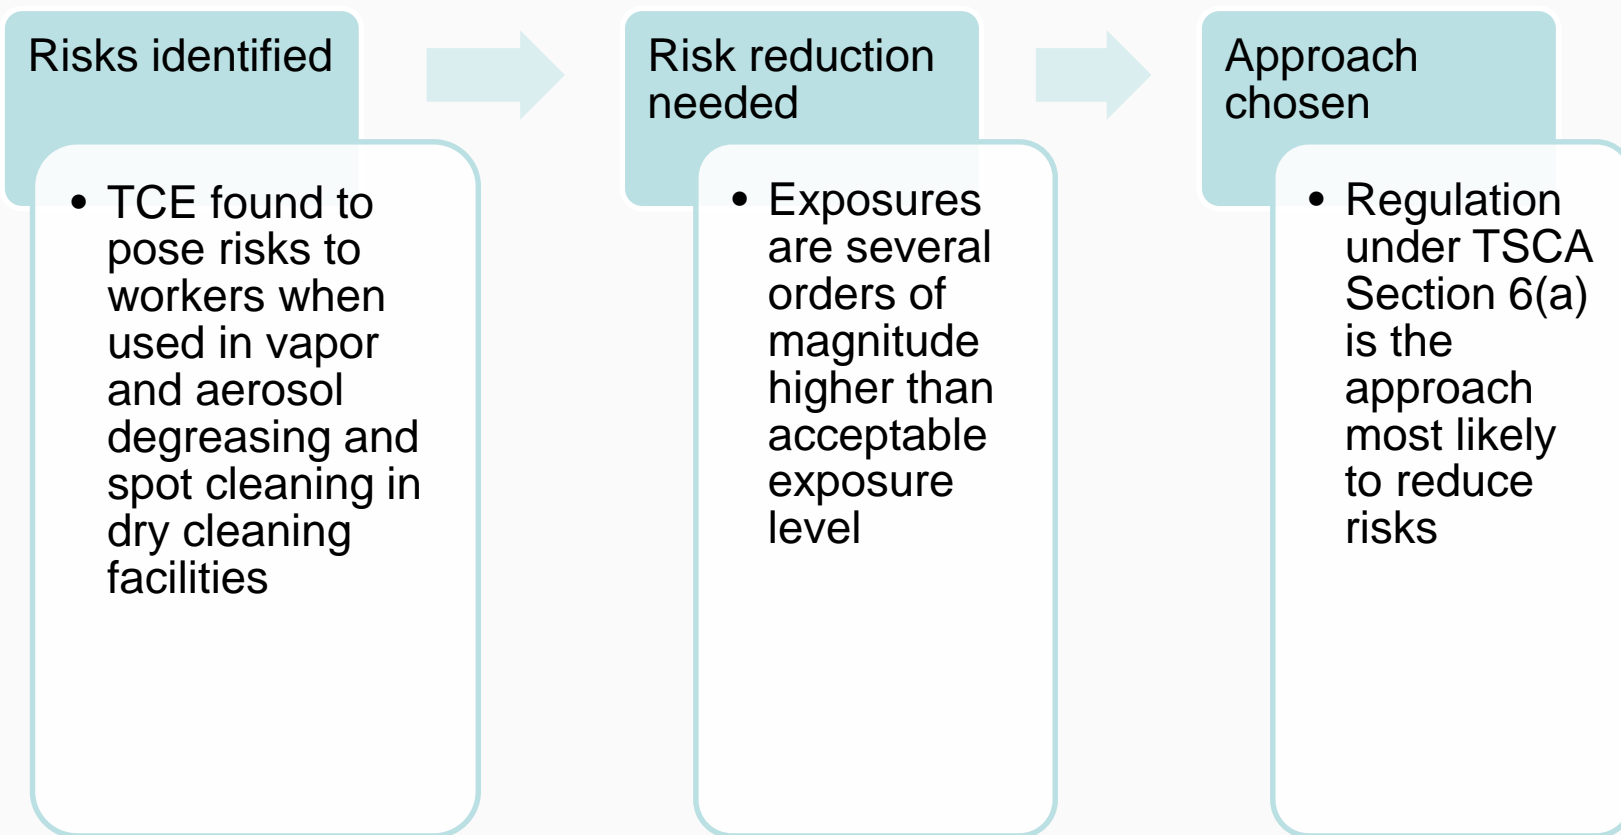 Risks identified
• TCE found to
pose risks to
workers when
used in vapor
and aerosol
degreasing and
spot cleaning in
dry cleaning
facilities
Risk reduction
needed
• Exposures
are several
orders of
magnitude
higher than
acceptable
exposure
level
Approach
chosen
• Regulation
under TSCA
Section 6(a)
is the
approach
most likely
to reduce
risks